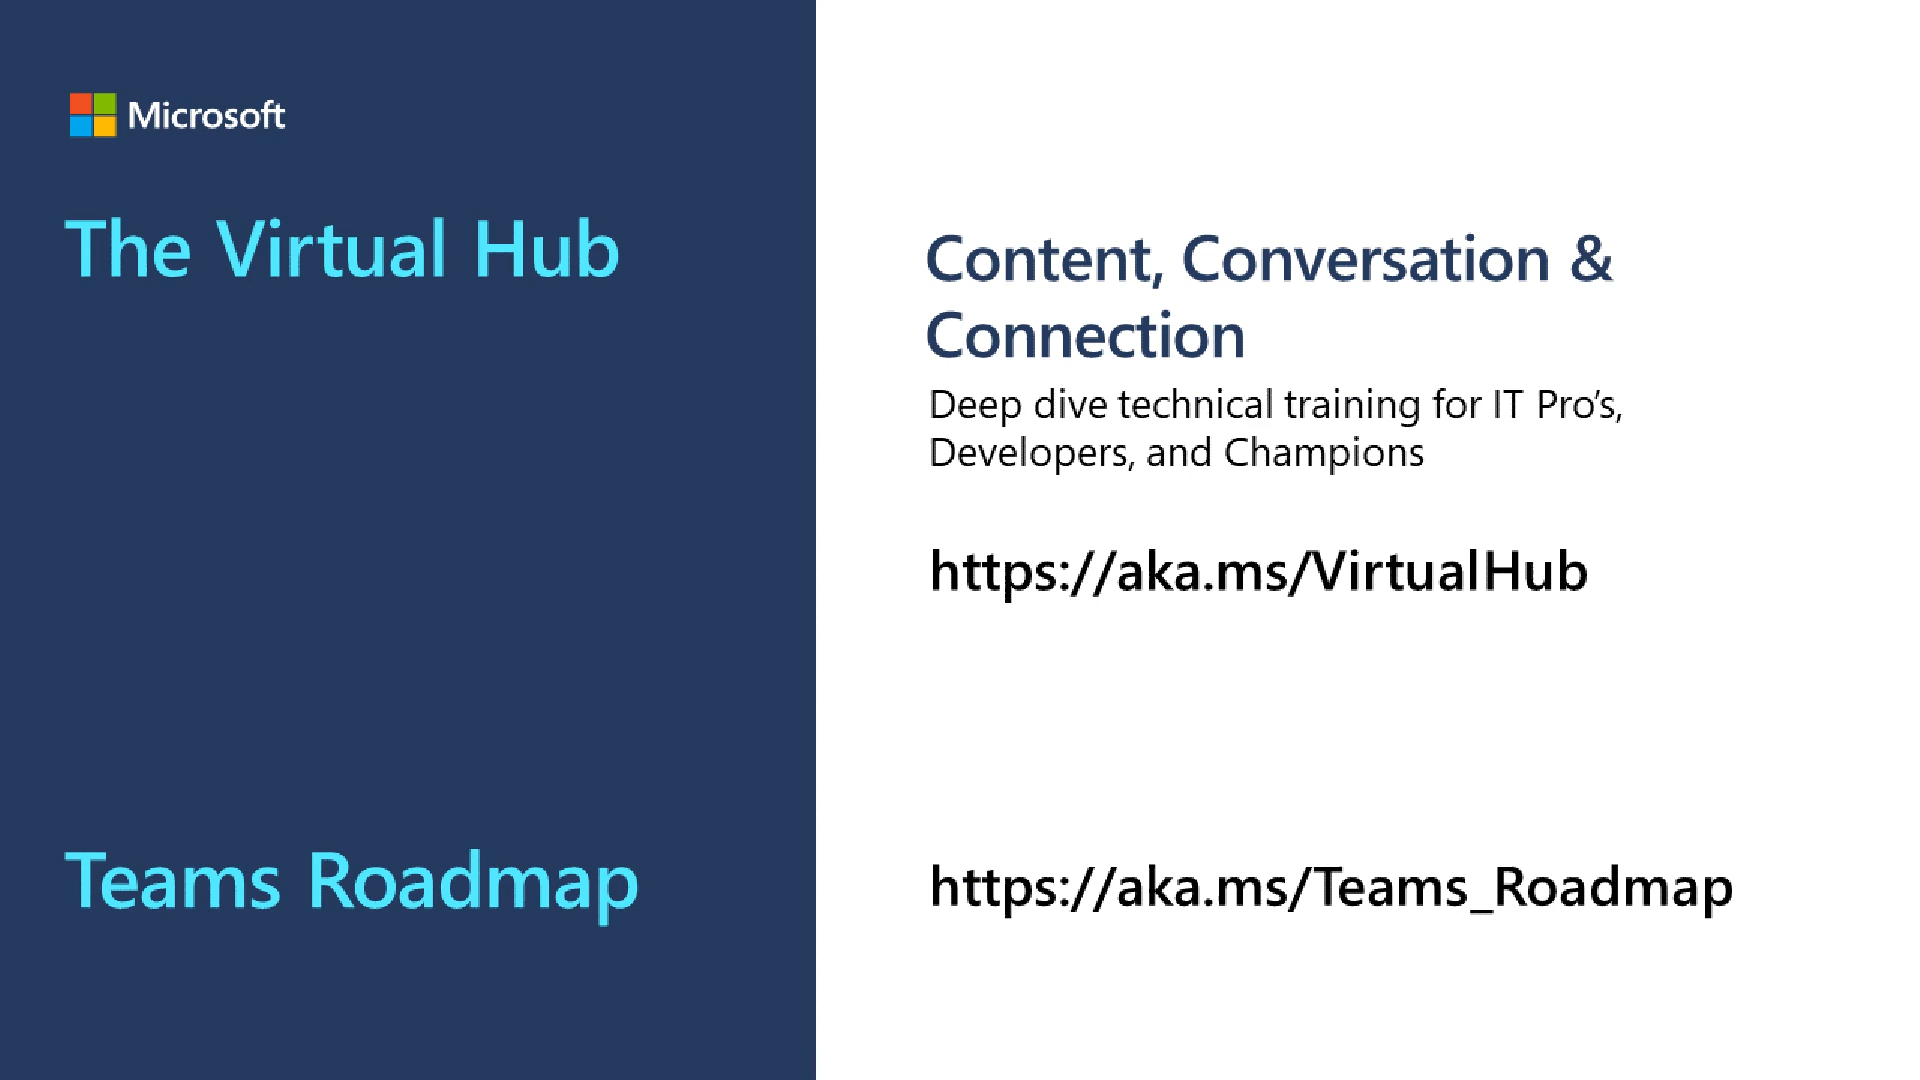 Microsoft
The Virtual Hub
Content, Conversation &
Connection
Deep dive technical training for IT Pro's,
Developers, and Champions
https://aka.ms/VirtualHub
Teams Roadmap
https://aka.ms/Teams_Roadmap